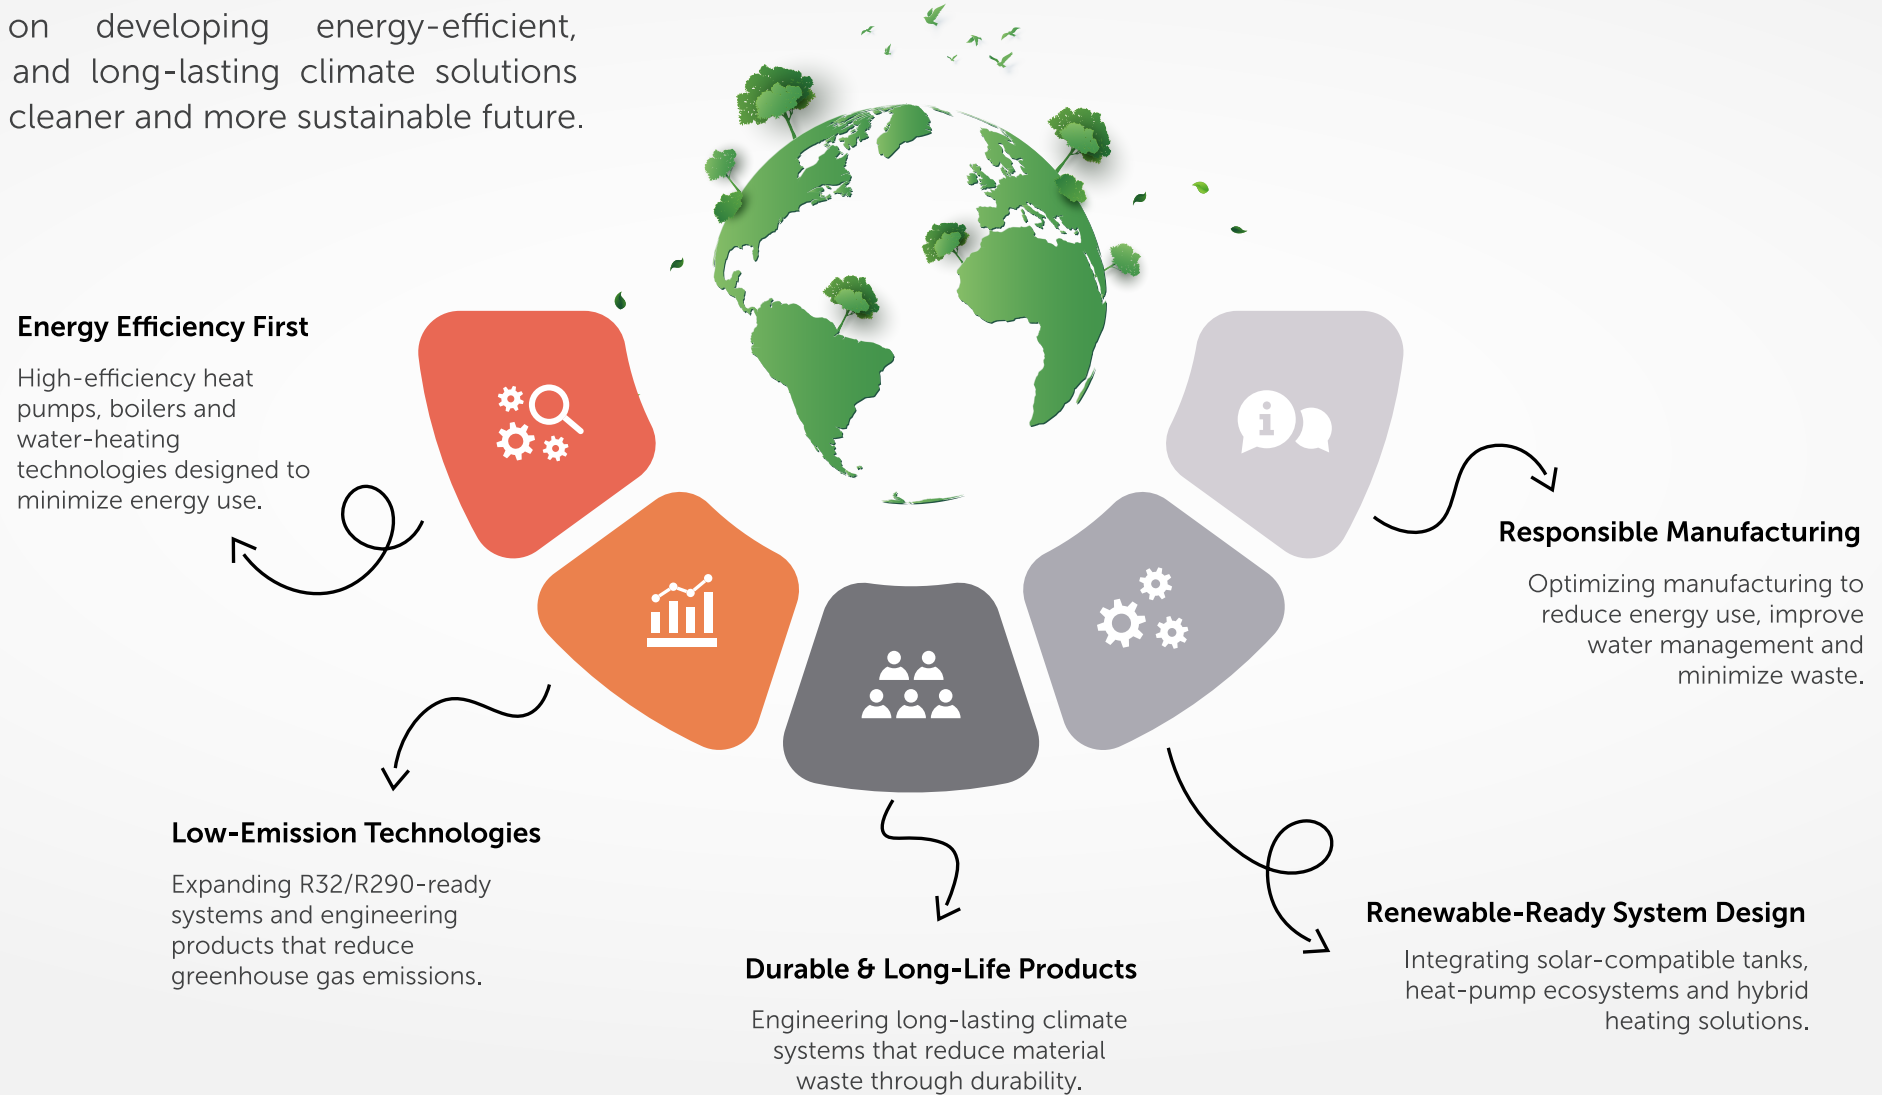 on developing energy-efficient,
and long-lasting climate solutions
cleaner and more sustainable future.
Energy Efficiency First
High-efficiency heat
pumps, boilers and
water-heating
technologies designed to
minimize energy use.
Low-Emission Technologies
Expanding R32/R290-ready
systems and engineering
products that reduce
greenhouse gas emissions.
Durable & Long-Life Products
Engineering long-lasting climate
systems that reduce material
waste through durability.
Renewable-Ready System Design
Integrating solar-compatible tanks,
heat-pump ecosystems and hybrid
heating solutions.
Responsible Manufacturing
Optimizing manufacturing to
reduce energy use, improve
water management and
minimize waste.